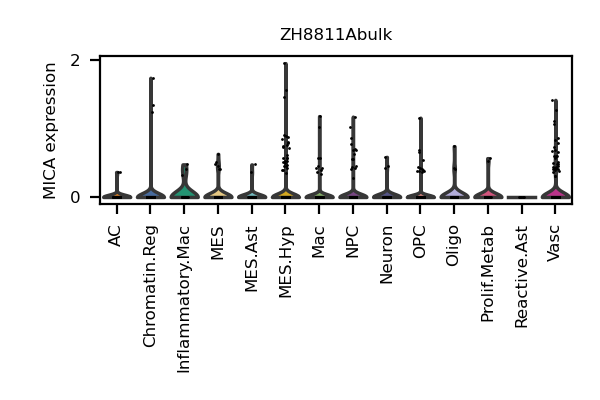 ZH8811Abulk
MICA expression
2
0
AC
Chromatin.Reg
Inflammatory.Mac
MES
MES.Ast
MES.Hyp
Mac
NPC
Neuron
OPC
Oligo
Prolif.Metab
Reactive.Ast
Vasc